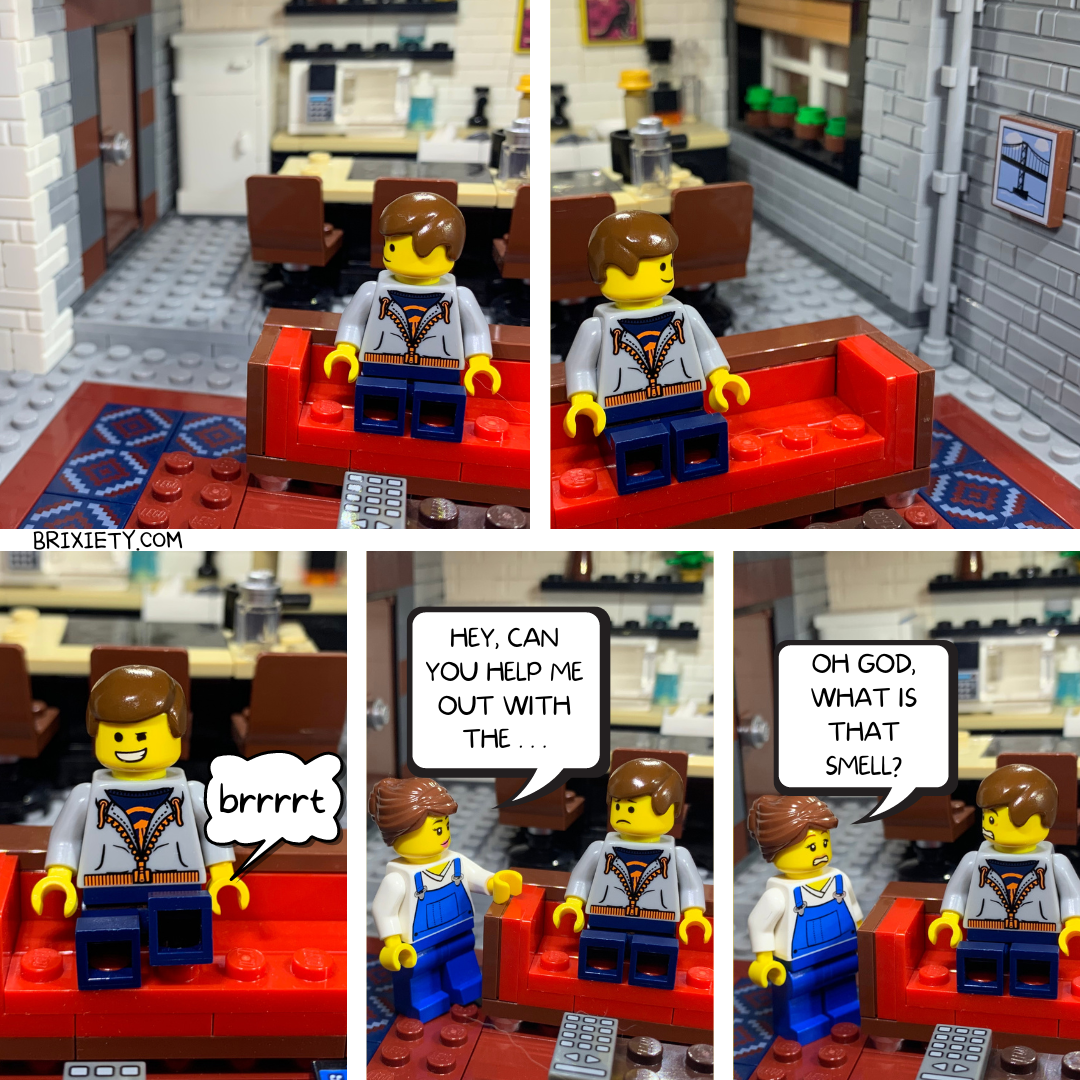 BRIXIETY.COM
brrrrt
HEY, CAN
YOU HELP ME
OUT WITH
THE . . .
OH GOD,
WHAT IS
THAT
SMELL?